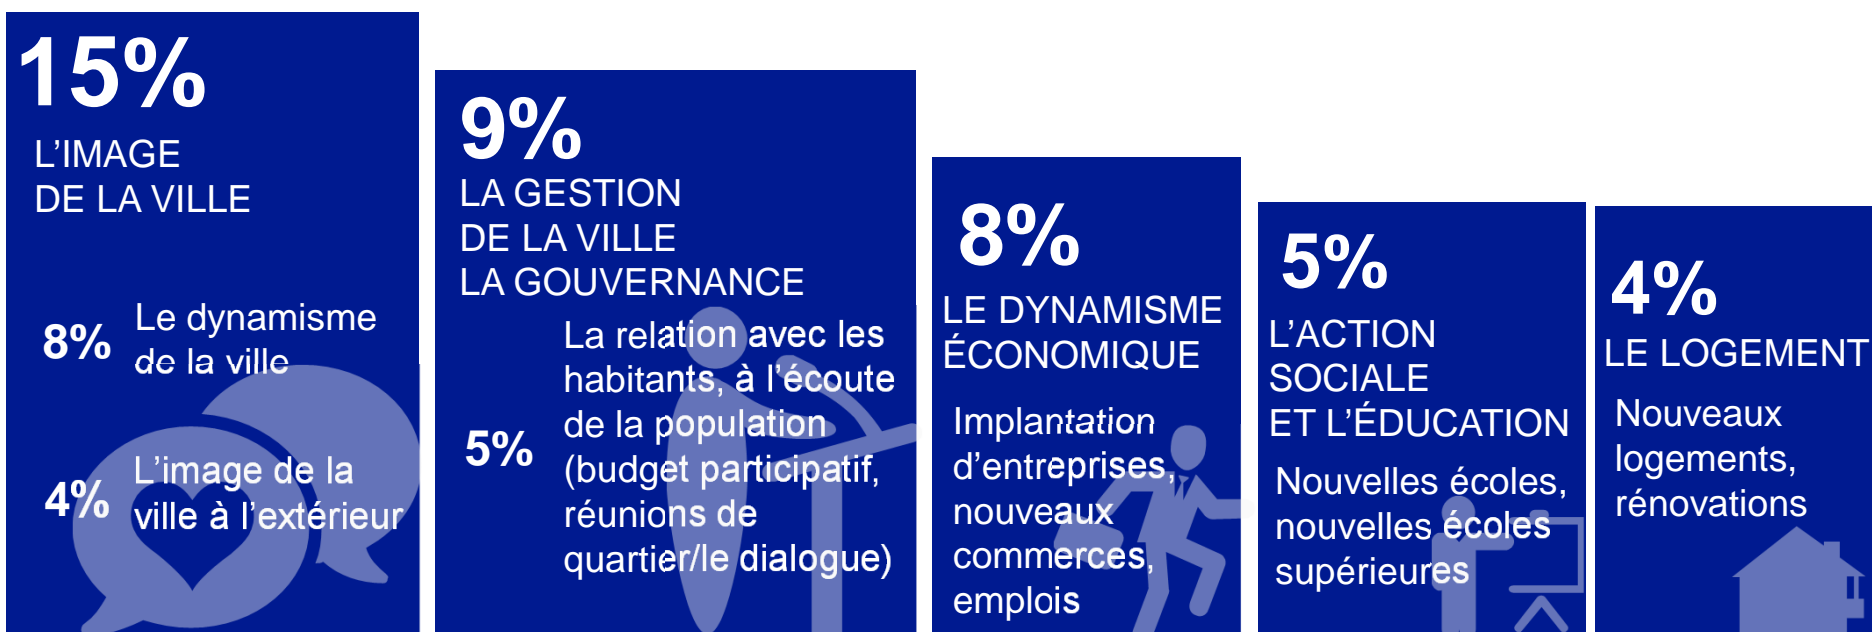 15%
L’IMAGE
DE LA VILLE
8%
Le dynamisme
de la ville
4%
L’image de la
ville à l’extérieur
9%
LA GESTION
DE LA VILLE
LA GOUVERNANCE
5%
La relation avec les
habitants, à l’écoute
de la population
(budget participatif,
réunions de
quartier/le dialogue)
8%
LE DYNAMISME
ÉCONOMIQUE
Implantation
d’entreprises,
nouveaux
commerces,
emplois
5%
L’ACTION
SOCIALE
ET L’ÉDUCATION
Nouvelles écoles,
nouvelles écoles
supérieures
4%
LE LOGEMENT
Nouveaux
logements,
rénovations